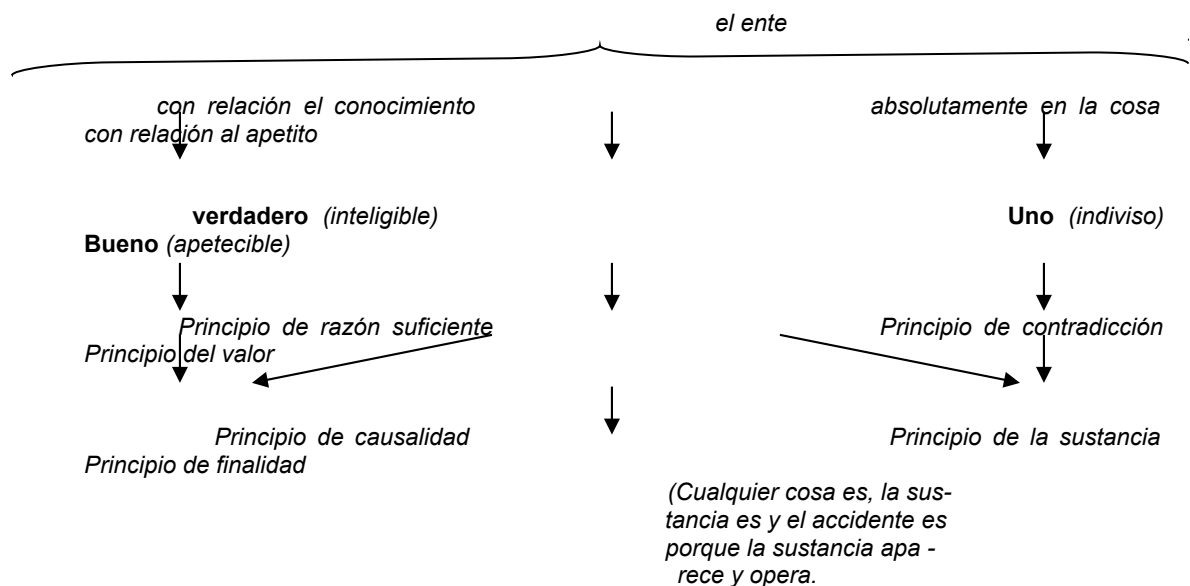 el ente
con relación el conocimiento absolutamente en la cosa
con relación al apetito
verdadero (inteligible) Uno (indiviso)
Bueno (apetecible)
Principio de razón suficiente Principio de contradicción
Principio del valor
Principio de causalidad Principio de la sustancia
Principio de finalidad
(Cualquier cosa es, la sus-
tancia es y el accidente es
porque la sustancia apa -
rece y opera.